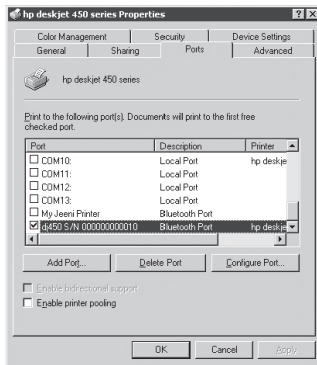 hp deskjet 450 series Properties
Color Management Security Device Settings
General Sharing Ports Advanced
hp deskjet 450 series
Print to the following port(s). Documents will print to the first free
checked port.
Port Description Printer
COM10: Local Port hp deskje
COM11: Local Port
COM12: Local Port
COM13: Local Port
My Jeeni Printer Bluetooth Port
dj450 S/N 000000000010 Bluetooth Port hp deskje
Add Port... Delete Port Configure Port...
Enable bidirectional support
Enable printer pooling
OK Cancel Apply